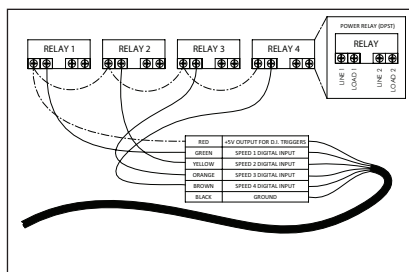 RELAY 1
RELAY 2
RELAY 3
RELAY 4
POWER RELAY (DPST)
RELAY
LINE 1
LOAD 1
LINE 2
LOAD 2
RED +5V OUTPUT FOR D.I. TRIGGERS
GREEN SPEED 1 DIGITAL INPUT
YELLOW SPEED 2 DIGITAL INPUT
ORANGE SPEED 3 DIGITAL INPUT
BROWN SPEED 4 DIGITAL INPUT
BLACK GROUND